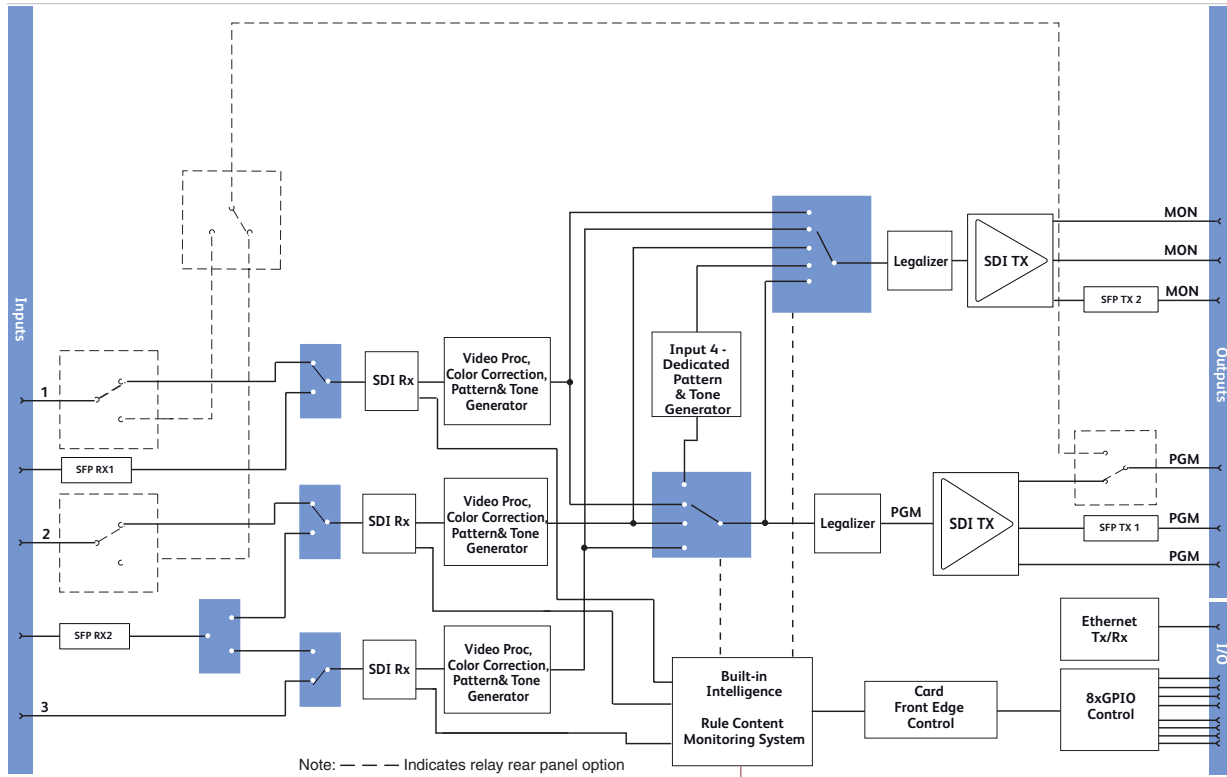 Inputs
1
SFP RX1
2
SFP RX2
3
SDI Rx
Video Proc,
Color Correction,
Pattern& Tone
Generator
SDI Rx
Video Proc,
Color Correction,
Pattern& Tone
Generator
SDI Rx
Video Proc,
Color Correction,
Pattern& Tone
Generator
Input 4 -
Dedicated
Pattern
& Tone
Generator
Legalizer
SDI TX
MON
MON
SFP TX 2
MON
Legalizer
PGM
SDI TX
PGM
SFP TX 1
PGM
PGM
Outputs
Built-in
Intelligence
Rule Content
Monitoring System
Card
Front Edge
Control
Ethernet
Tx/Rx
8xGPIO
Control
I/O
Note: — — — Indicates relay rear panel option